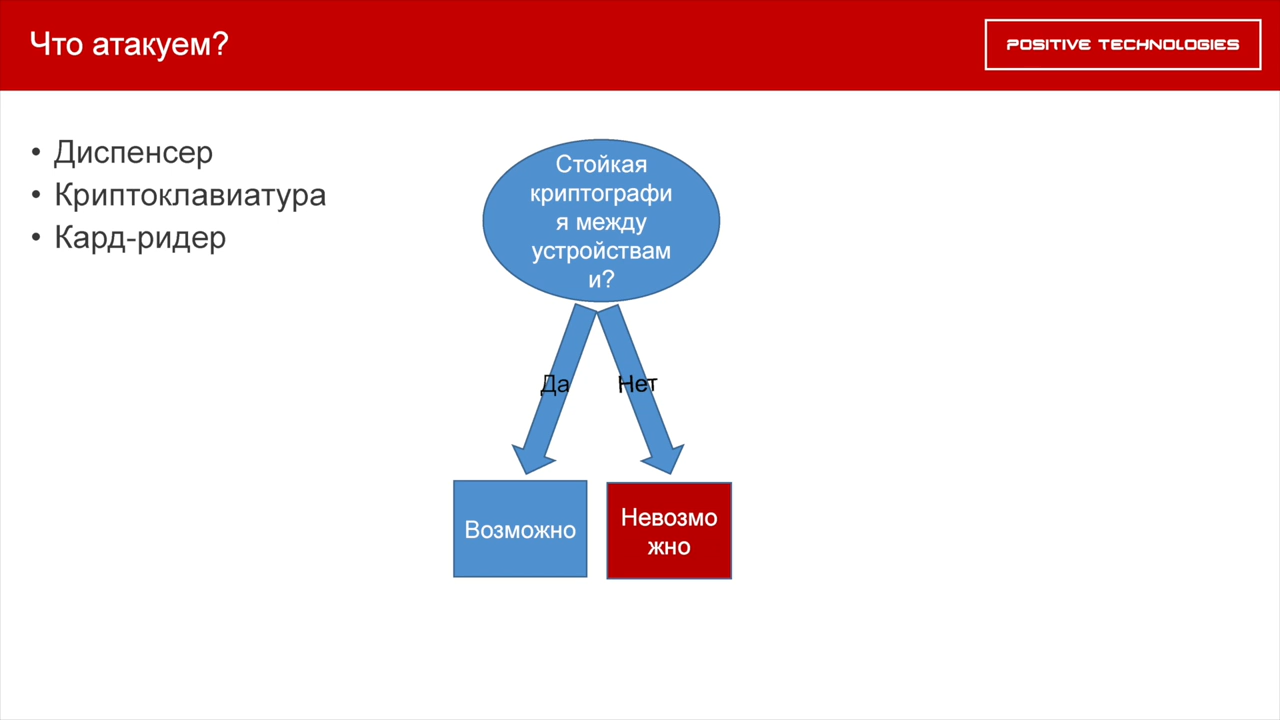 Что атакуем?
POSITIVE TECHNOLOGIES
• Диспенсер
• Криптоклавиатура
• Кард-ридер
Стойкая
криптографи
я между
устройствам
и?
Да
Нет
Возможно
Невозмо
жно